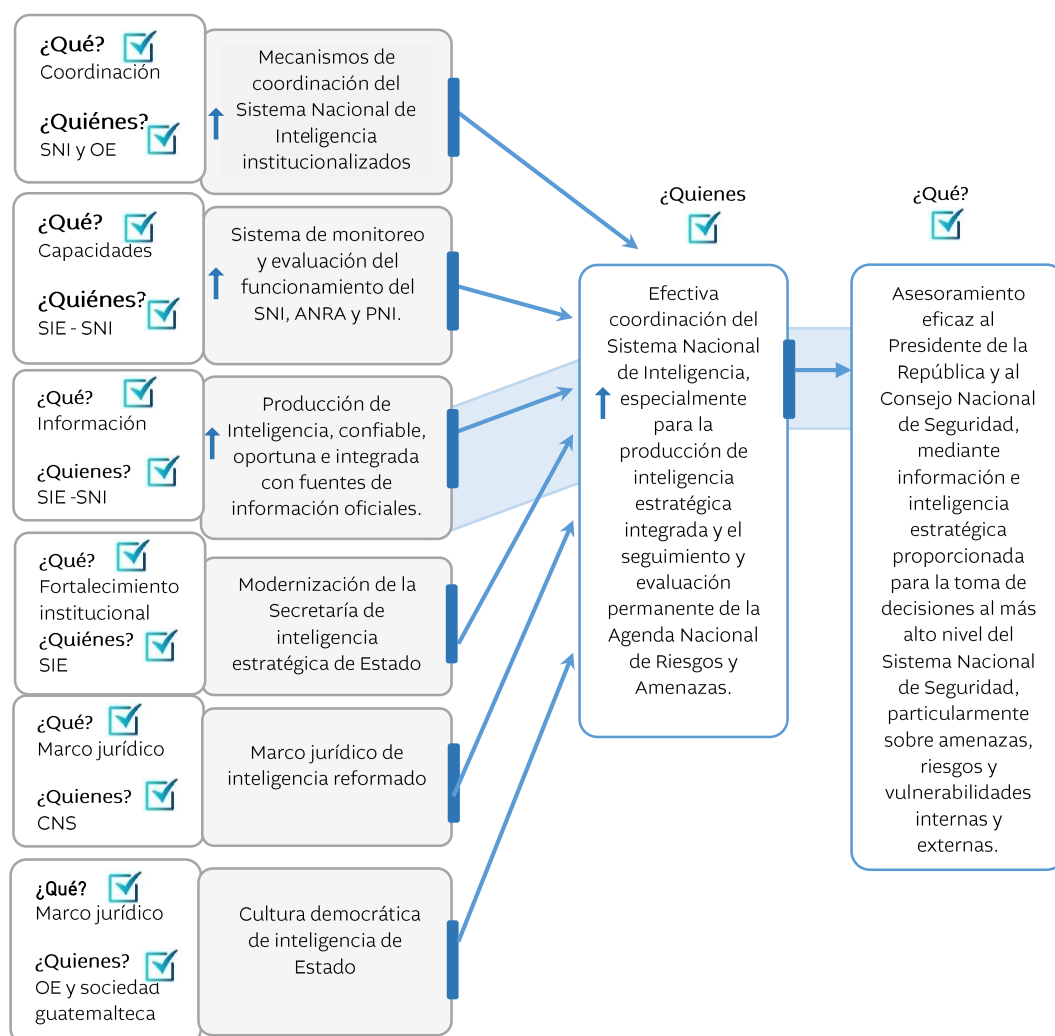 ¿Qué?
Coordinación
¿Quiénes?
SNI y OE
Mecanismos de
coordinación del
Sistema Nacional de
Inteligencia
institucionalizados
¿Qué?
Capacidades
¿Quiénes?
SIE - SNI
Sistema de monitoreo
y evaluación del
funcionamiento del
SNI, ANRA y PNI.
¿Qué?
Información
¿Quienes?
SIE -SNI
Producción de
Inteligencia, confiable,
oportuna e integrada
con fuentes de
información oficiales.
¿Qué?
Fortalecimiento
institucional
¿Quiénes?
SIE
Modernización de la
Secretaría de
inteligencia
estratégica de Estado
¿Qué?
Marco jurídico
¿Quienes?
CNS
Marco jurídico de
inteligencia reformado
¿Qué?
Marco jurídico
¿Quienes?
OE y sociedad
guatemalteca
Cultura democrática
de inteligencia de
Estado
¿Quienes
Efectiva
coordinación del
Sistema Nacional
de Inteligencia,
especialmente
para la
producción de
inteligencia
estratégica
integrada y el
seguimiento y
evaluación
permanente de la
Agenda Nacional
de Riesgos y
Amenazas.
¿Qué?
Asesoramiento
eficaz al
Presidente de la
República y al
Consejo Nacional
de Seguridad,
mediante
información e
inteligencia
estratégica
proporcionada
para la toma de
decisiones al más
alto nivel del
Sistema Nacional
de Seguridad,
particularmente
sobre amenazas,
riesgos y
vulnerabilidades
internas y
externas.